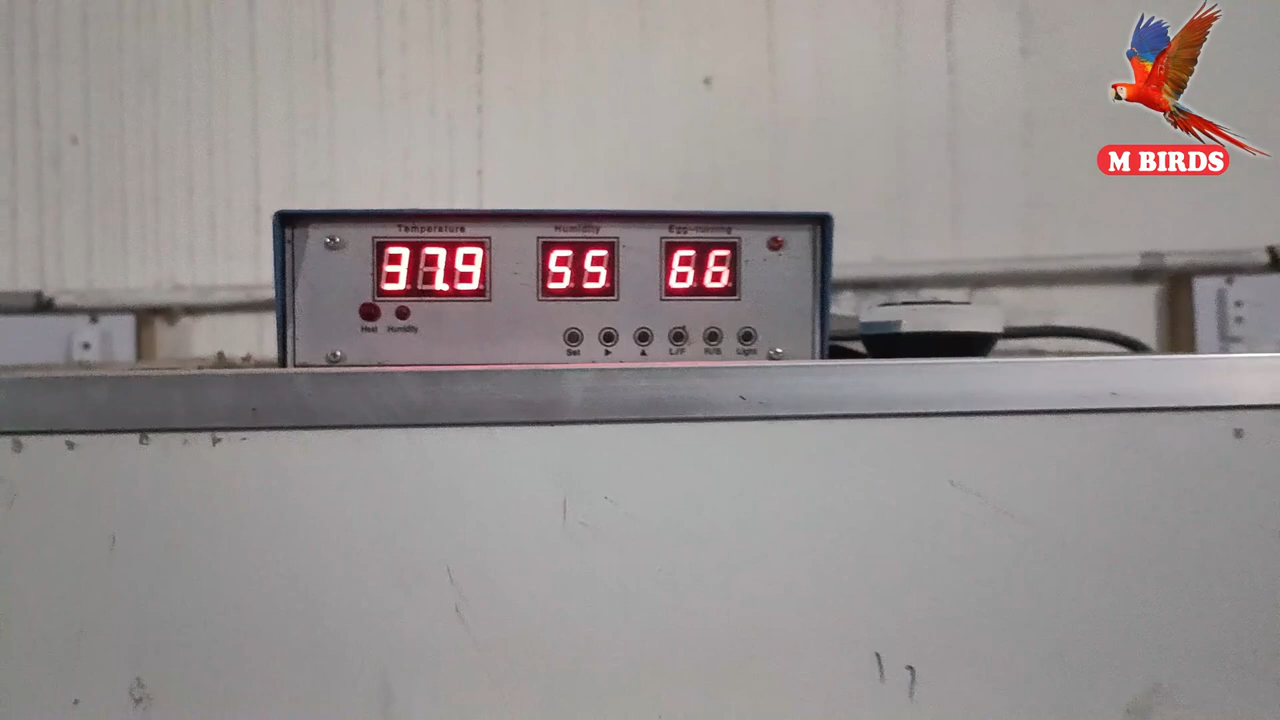 M BIRDS
Temperature Humidity Egg-turning
37.9 55 66
Heat Humidity
Set ▶ ▲ L/F R/B Light